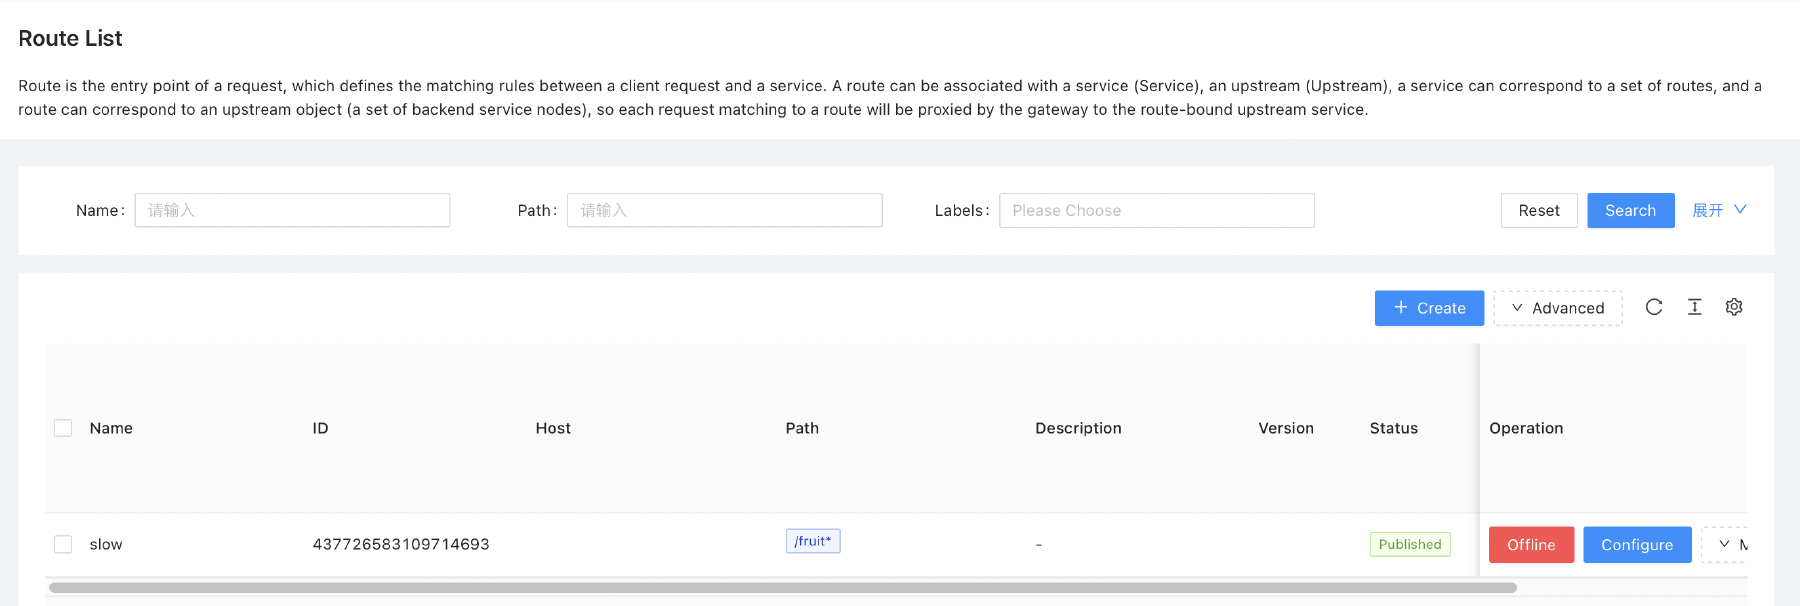 Route List
Route is the entry point of a request, which defines the matching rules between a client request and a service. A route can be associated with a service (Service), an upstream (Upstream), a service can correspond to a set of routes, and a
route can correspond to an upstream object (a set of backend service nodes), so each request matching to a route will be proxied by the gateway to the route-bound upstream service.
Name: 请输入 Path: 请输入 Labels: Please Choose Reset Search 展开
+ Create Advanced
Name ID Host Path Description Version Status Operation
slow 437726583109714693 /fruit* - Published Offline Configure